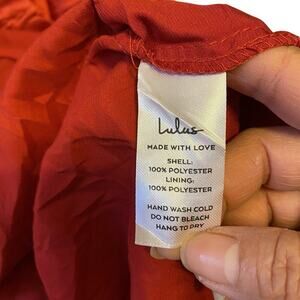 Lulus
MADE WITH LOVE
SHELL:
100% POLYESTER
LINING:
100% POLYESTER
HAND WASH COLD
DO NOT BLEACH
HANG TO DRY